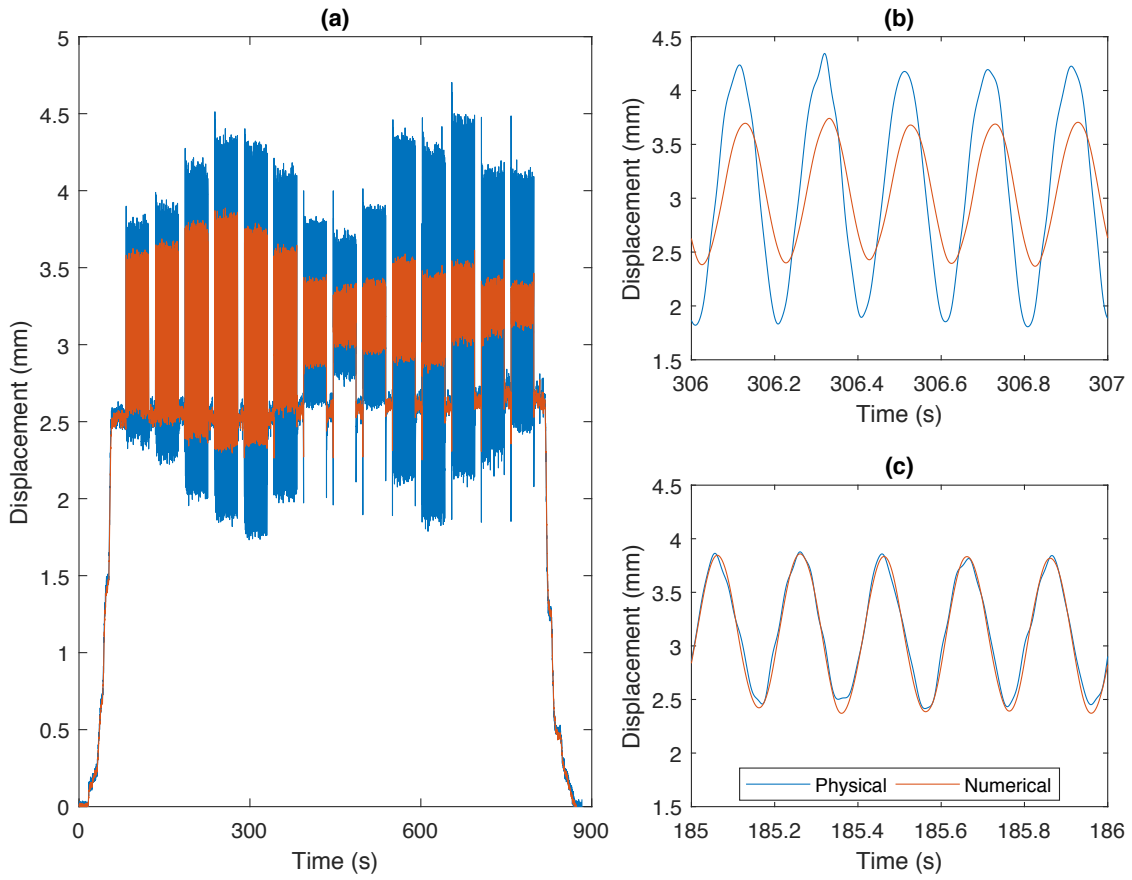 (a)
5
4.5
4
3.5
3
2.5
2
1.5
1
0.5
0
0 300 600 900
Displacement (mm)
Time (s)
(b)
4.5
4
3.5
3
2.5
2
1.5
306 306.2 306.4 306.6 306.8 307
Displacement (mm)
Time (s)
(c)
4.5
4
3.5
3
2.5
2
1.5
185 185.2 185.4 185.6 185.8 186
Displacement (mm)
Physical Numerical
Time (s)